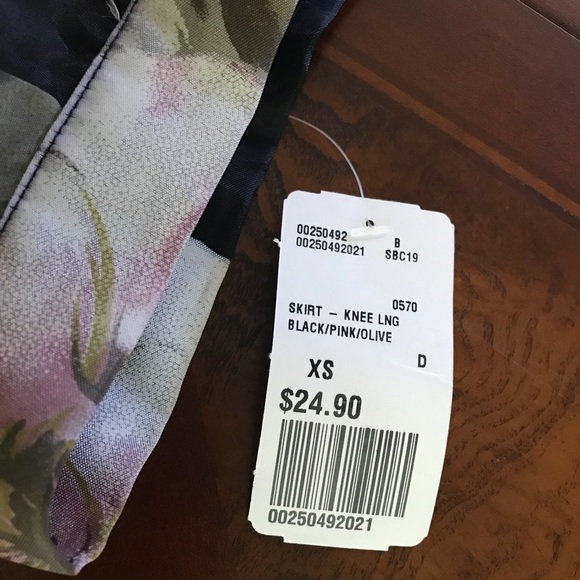 00250492 B
00250492021 SBC19
0570
SKIRT – KNEE LNG
BLACK/PINK/OLIVE
D
XS
$24.90
00250492021